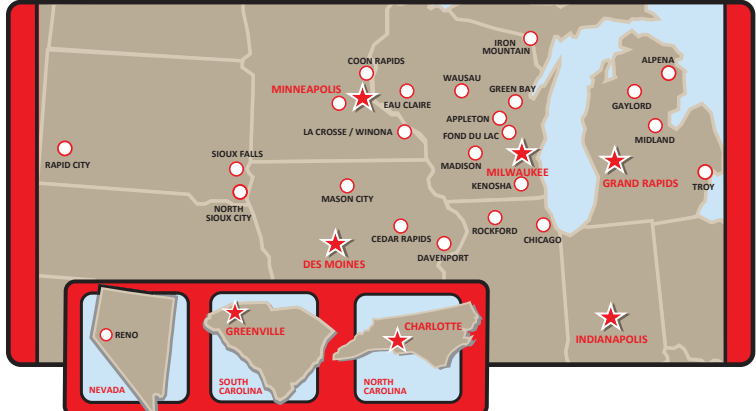 IRON
MOUNTAIN
COON RAPIDS
ALPENA
WAUSAU
MINNEAPOLIS
GREEN BAY
EAU CLAIRE
GAYLORD
APPLETON
LA CROSSE / WINONA
FOND DU LAC
MIDLAND
RAPID CITY
SIOUX FALLS
MADISON
MILWAUKEE
GRAND RAPIDS
TROY
KENOSHA
MASON CITY
NORTH
SIOUX CITY
ROCKFORD
CEDAR RAPIDS
CHICAGO
DAVENPORT
DES MOINES
INDIANAPOLIS
RENO
NEVADA
GREENVILLE
SOUTH
CAROLINA
CHARLOTTE
NORTH
CAROLINA